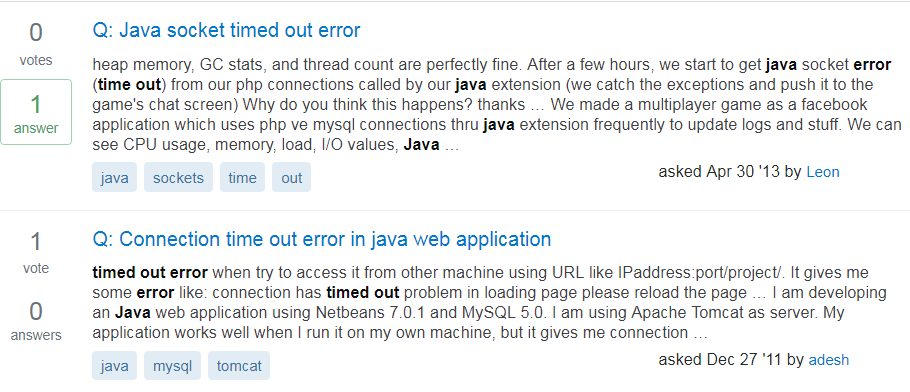 0
votes
1
answer
Q: Java socket timed out error
heap memory, GC stats, and thread count are perfectly fine. After a few hours, we start to get java socket error
(time out) from our php connections called by our java extension (we catch the exceptions and push it to the
game's chat screen) Why do you think this happens? thanks ... We made a multiplayer game as a facebook
application which uses php ve mysql connections thru java extension frequently to update logs and stuff. We can
see CPU usage, memory, load, I/O values, Java ...
java sockets time out
asked Apr 30 '13 by Leon
1
vote
0
answers
Q: Connection time out error in java web application
timed out error when try to access it from other machine using URL like IPaddress:port/project/. It gives me
some error like: connection has timed out problem in loading page please reload the page ... I am developing
an Java web application using Netbeans 7.0.1 and MySQL 5.0. I am using Apache Tomcat as server. My
application works well when I run it on my own machine, but it gives me connection ...
java mysql tomcat
asked Dec 27 '11 by adesh